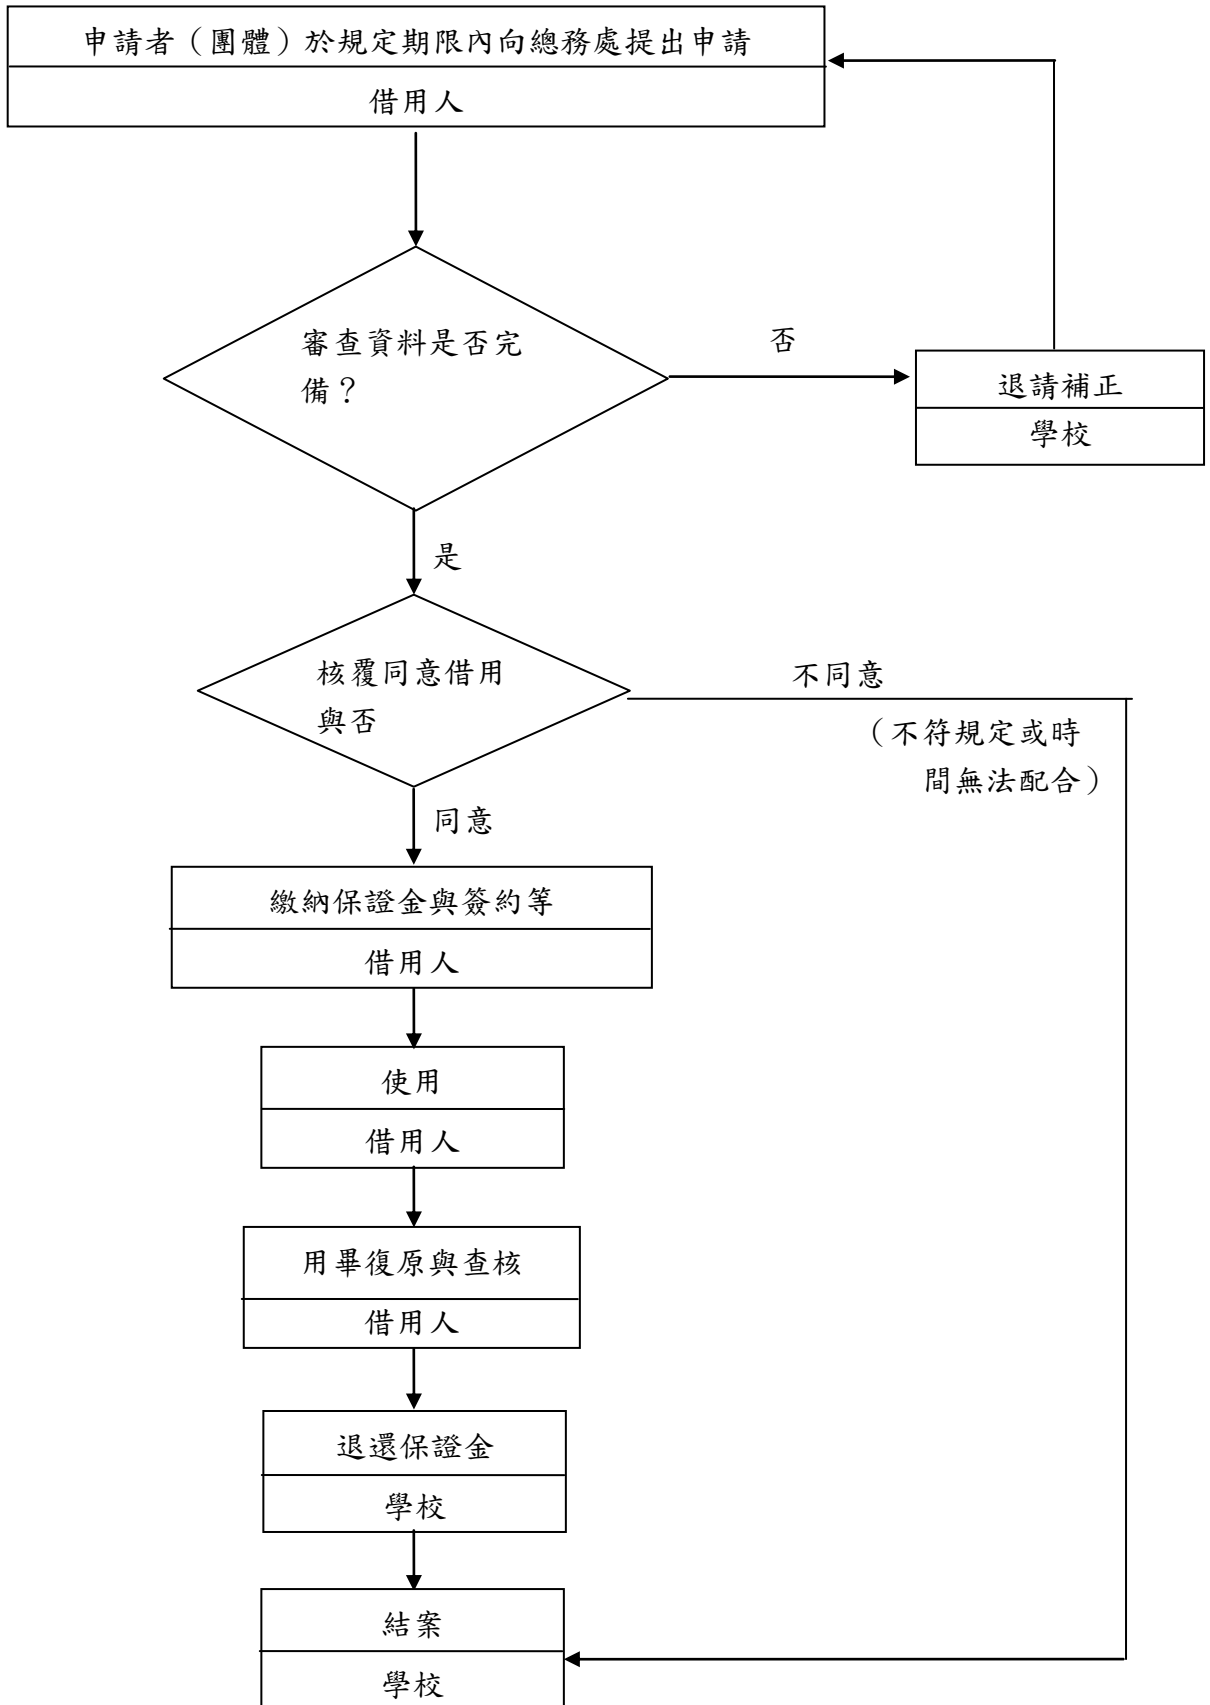 申請者（團體）於規定期限內向總務處提出申請
借用人
審查資料是否完
備？
否
退請補正
學校
是
核覆同意借用
與否
不同意
（不符規定或時
間無法配合）
同意
繳納保證金與簽約等
借用人
使用
借用人
用畢復原與查核
借用人
退還保證金
學校
結案
學校